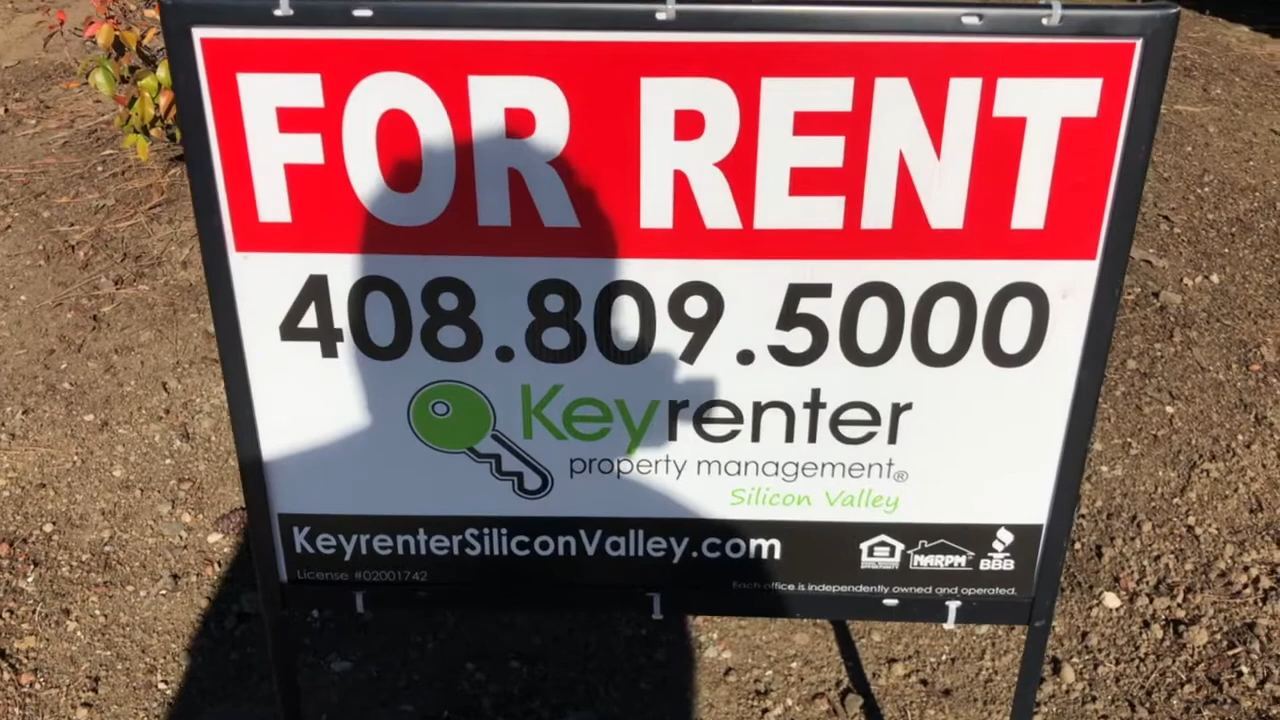 FOR RENT
408.809.5000
Keyrenter
property management®
Silicon Valley
KeyrenterSiliconValley.com
NARPM®
BBB
License #02001742
Each office is independently owned and operated.